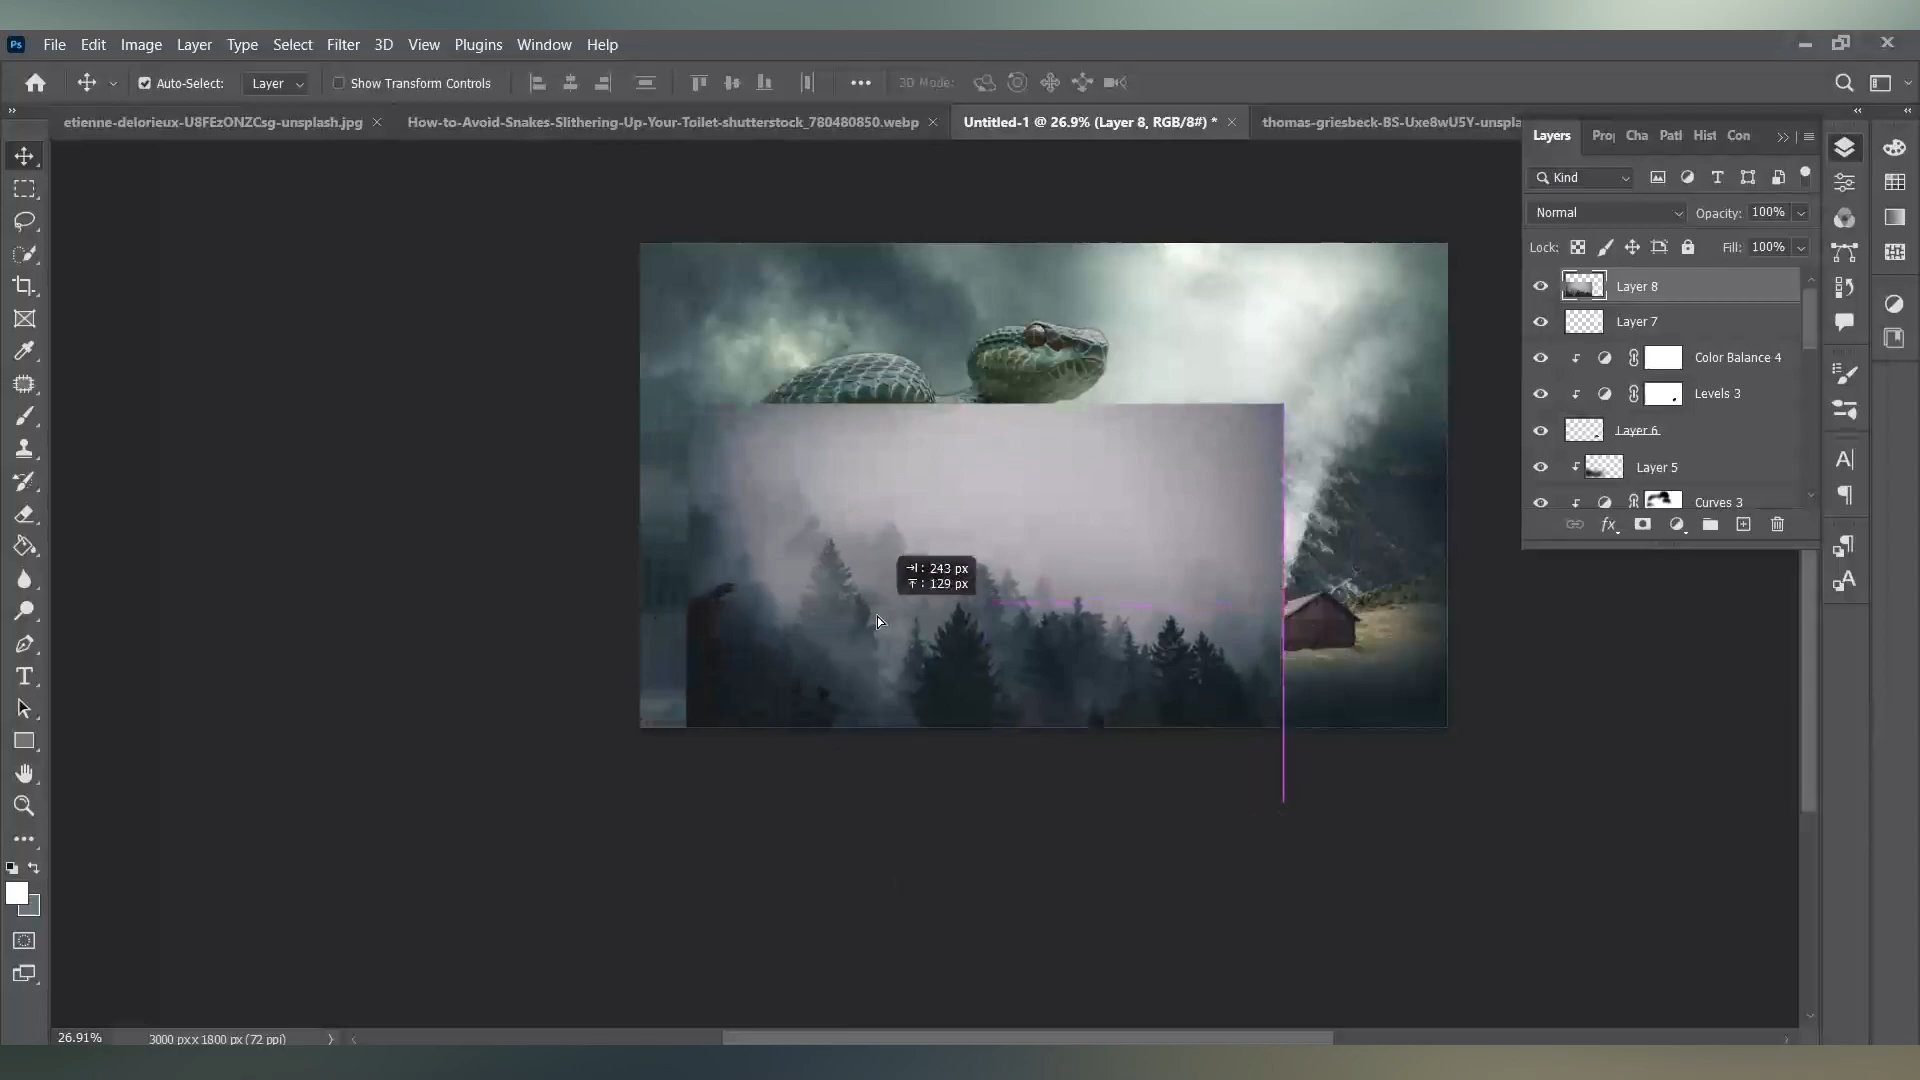 Ps File Edit Image Layer Type Select Filter 3D View Plugins Window Help
Auto-Select: Layer Show Transform Controls 3D Mode:
etienne-delorieux-U8FEzONZCsg-unsplash.jpg How-to-Avoid-Snakes-Slithering-Up-Your-Toilet-shutterstock_780480850.webp Untitled-1 @ 26.9% (Layer 8, RGB/8#) * thomas-griesbeck-BS-Uxe8wU5Y-unspla
Layers Pro Cha Patl Hist Con
Kind
Normal Opacity: 100%
Lock: Fill: 100%
Layer 8
Layer 7
Color Balance 4
Levels 3
Layer 6
Layer 5
Curves 3
fx
: 243 px
: 129 px
26.91% 3000 px x 1800 px (72 ppi)